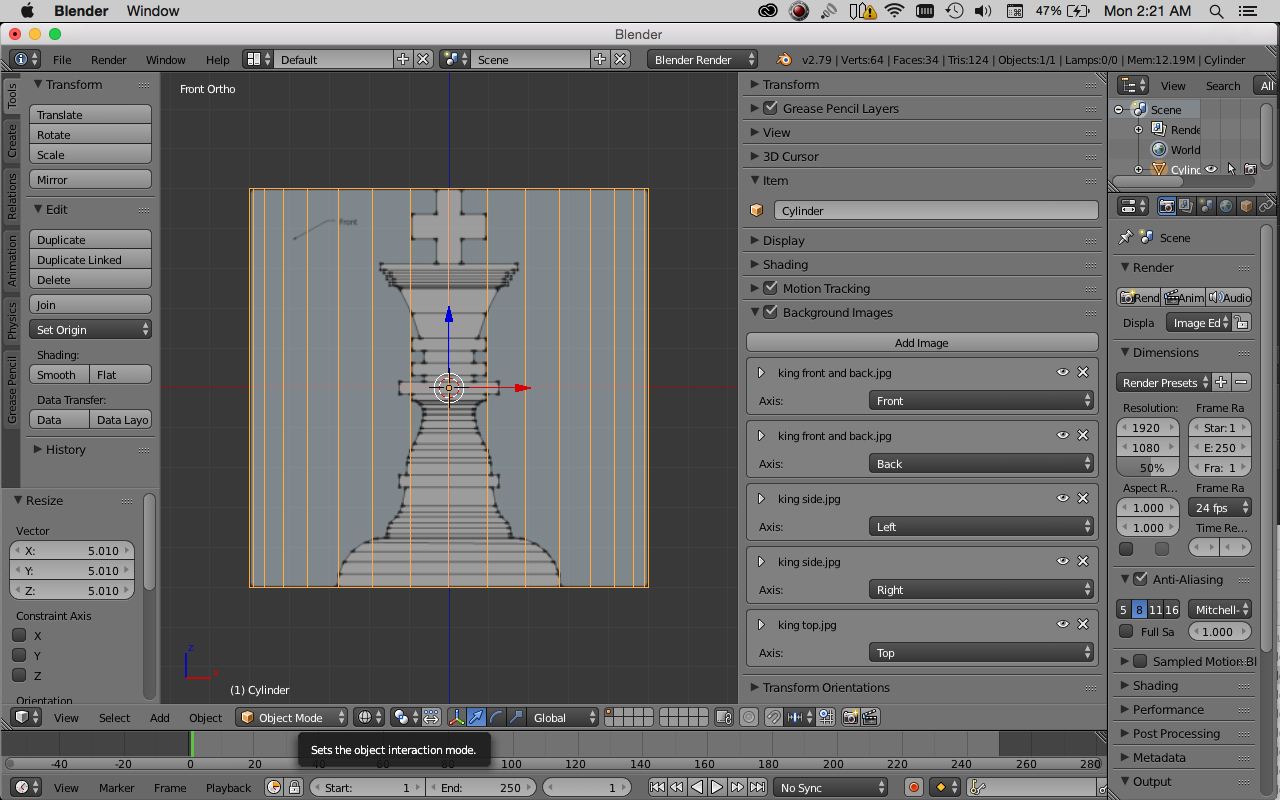 Blender Window 47% Mon 2:21 AM
Blender
File Render Window Help Default Scene Blender Render v2.79 | Verts:64 | Faces:34 | Tris:124 | Objects:1/1 | Lamps:0/0 | Mem:12.19M | Cylinder
Tools
Create
Relations
Animation
Physics
Grease Pencil
Transform
Translate
Rotate
Scale
Mirror
Edit
Duplicate
Duplicate Linked
Delete
Join
Set Origin
Shading:
Smooth Flat
Data Transfer:
Data Data Layo
History
Resize
Vector
X: 5.010
Y: 5.010
Z: 5.010
Constraint Axis
X
Y
Z
Orientation
Front Ortho
Front
z
x
(1) Cylinder
Transform
Grease Pencil Layers
View
3D Cursor
Item
Cylinder
Display
Shading
Motion Tracking
Background Images
Add Image
king front and back.jpg
Axis: Front
king front and back.jpg
Axis: Back
king side.jpg
Axis: Left
king side.jpg
Axis: Right
king top.jpg
Axis: Top
Transform Orientations
View Search All
Scene
Rende
World
Cylinc
Scene
Render
Rend Anim Audio
Displa Image Ed
Dimensions
Render Presets
Resolution: Frame Ra
1920 Star: 1
1080 E: 250
50% Fra: 1
Aspect R... Frame Ra
1.000 24 fps
1.000 Time Re...
Anti-Aliasing
5 8 11 16 Mitchell-
Full Sa 1.000
Sampled Motion Bl
Shading
Performance
Post Processing
Metadata
Output
View Select Add Object Object Mode Global
Sets the object interaction mode.
-40 -20 0 20 40 60 80 100 120 140 160 180 200 220 240 260 280
View Marker Frame Playback Start: 1 End: 250 1 No Sync